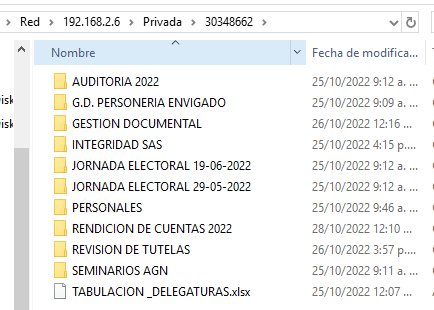 Red > 192.168.2.6 > Privada > 30348662 >
Nombre Fecha de modifica...
AUDITORIA 2022 25/10/2022 9:12 a. ...
G.D. PERSONERIA ENVIGADO 25/10/2022 9:09 a. ...
GESTION DOCUMENTAL 26/10/2022 12:16 ...
INTEGRIDAD SAS 25/10/2022 4:15 p....
JORNADA ELECTORAL 19-06-2022 25/10/2022 9:12 a. ...
JORNADA ELECTORAL 29-05-2022 25/10/2022 9:12 a. ...
PERSONALES 25/10/2022 9:46 a. ...
RENDICION DE CUENTAS 2022 28/10/2022 12:10 ...
REVISION DE TUTELAS 26/10/2022 3:57 p....
SEMINARIOS AGN 25/10/2022 9:11 a. ...
TABULACION _DELEGATURAS.xlsx 25/10/2022 12:07 ...